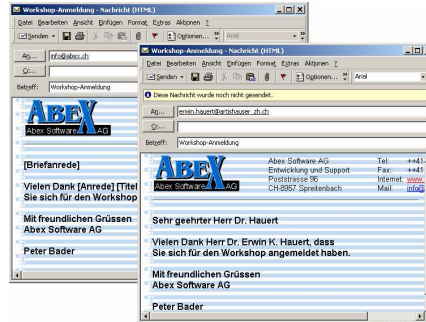 Workshop-Anmeldung - Nachricht (HTML)
Datei Bearbeiten Ansicht Einfügen Format Extras Aktionen ?
Senden Optionen... Arial
An... info@abex.ch
Cc...
Betreff: Workshop-Anmeldung
ABEX
Abex Software AG
[Briefanrede]
Vielen Dank [Anrede] [Titel
Sie sich für den Workshop
Mit freundlichen Grüssen
Abex Software AG
Peter Bader
Workshop-Anmeldung - Nachricht (HTML)
Datei Bearbeiten Ansicht Einfügen Format Extras Aktionen ?
Senden Optionen... Arial
Diese Nachricht wurde noch nicht gesendet.
An... erwin.hauert@artishauser_zh.ch
Cc...
Betreff: Workshop-Anmeldung
ABEX
Abex Software AG
Abex Software AG Tel: ++41-
Entwicklung und Support Fax: ++41-
Poststrasse 96 Internet: www.
CH-8957 Spreitenbach Mail: info@
Sehr geehrter Herr Dr. Hauert
Vielen Dank Herr Dr. Erwin K. Hauert, dass
Sie sich für den Workshop angemeldet haben.
Mit freundlichen Grüssen
Abex Software AG
Peter Bader